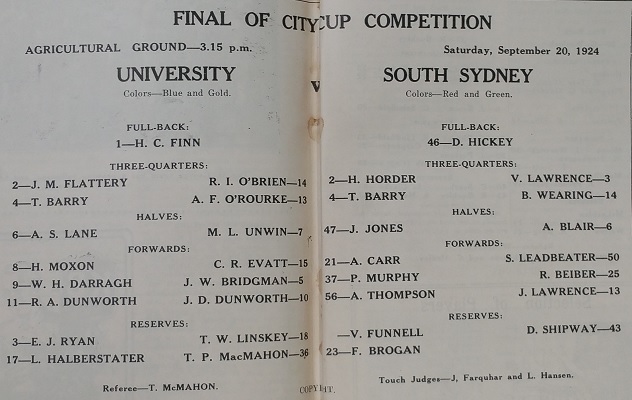 FINAL OF CITY CUP COMPETITION
AGRICULTURAL GROUND—3.15 p.m.
Saturday, September 20, 1924
UNIVERSITY
v
SOUTH SYDNEY
Colors—Blue and Gold.
Colors—Red and Green.
FULL-BACK:
1—H. C. FINN
THREE-QUARTERS:
2—J. M. FLATTERY R. I. O'BRIEN—14
4—T. BARRY A. F. O'ROURKE—13
HALVES:
6—A. S. LANE M. L. UNWIN—7
FORWARDS:
8—H. MOXON C. R. EVATT—15
9—W. H. DARRAGH J. W. BRIDGMAN—5
11—R. A. DUNWORTH J. D. DUNWORTH—10
RESERVES:
3—E. J. RYAN T. W. LINSKEY—18
17—L. HALBERSTATER T. P. MacMAHON—36
Referee—T. McMAHON.
FULL-BACK:
46—D. HICKEY
THREE-QUARTERS:
2—H. HORDER V. LAWRENCE—3
4—T. BARRY B. WEARING—14
HALVES:
47—J. JONES A. BLAIR—6
FORWARDS:
21—A. CARR S. LEADBEATER—50
37—P. MURPHY R. BEIBER—25
56—A. THOMPSON J. LAWRENCE—13
RESERVES:
—V. FUNNELL D. SHIPWAY—43
23—F. BROGAN
Touch Judges—J, Farquhar and L. Hansen.